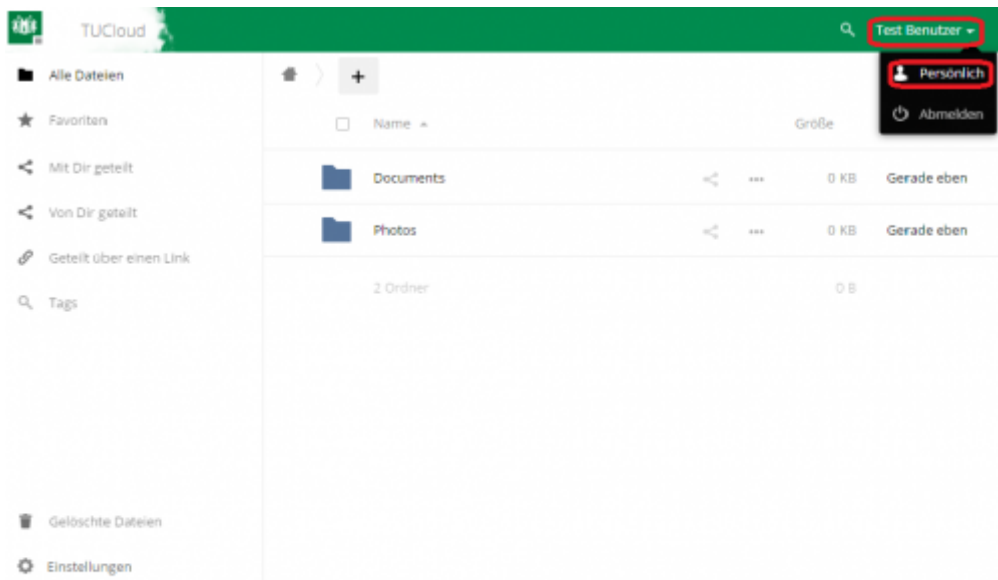 TUCloud
Test Benutzer
Persönlich
Abmelden
Alle Dateien
Favoriten
Mit Dir geteilt
Von Dir geteilt
Geteilt über einen Link
Tags
+
Name
Größe
Documents
0 KB Gerade eben
Photos
0 KB Gerade eben
2 Ordner 0 B
Gelöschte Dateien
Einstellungen